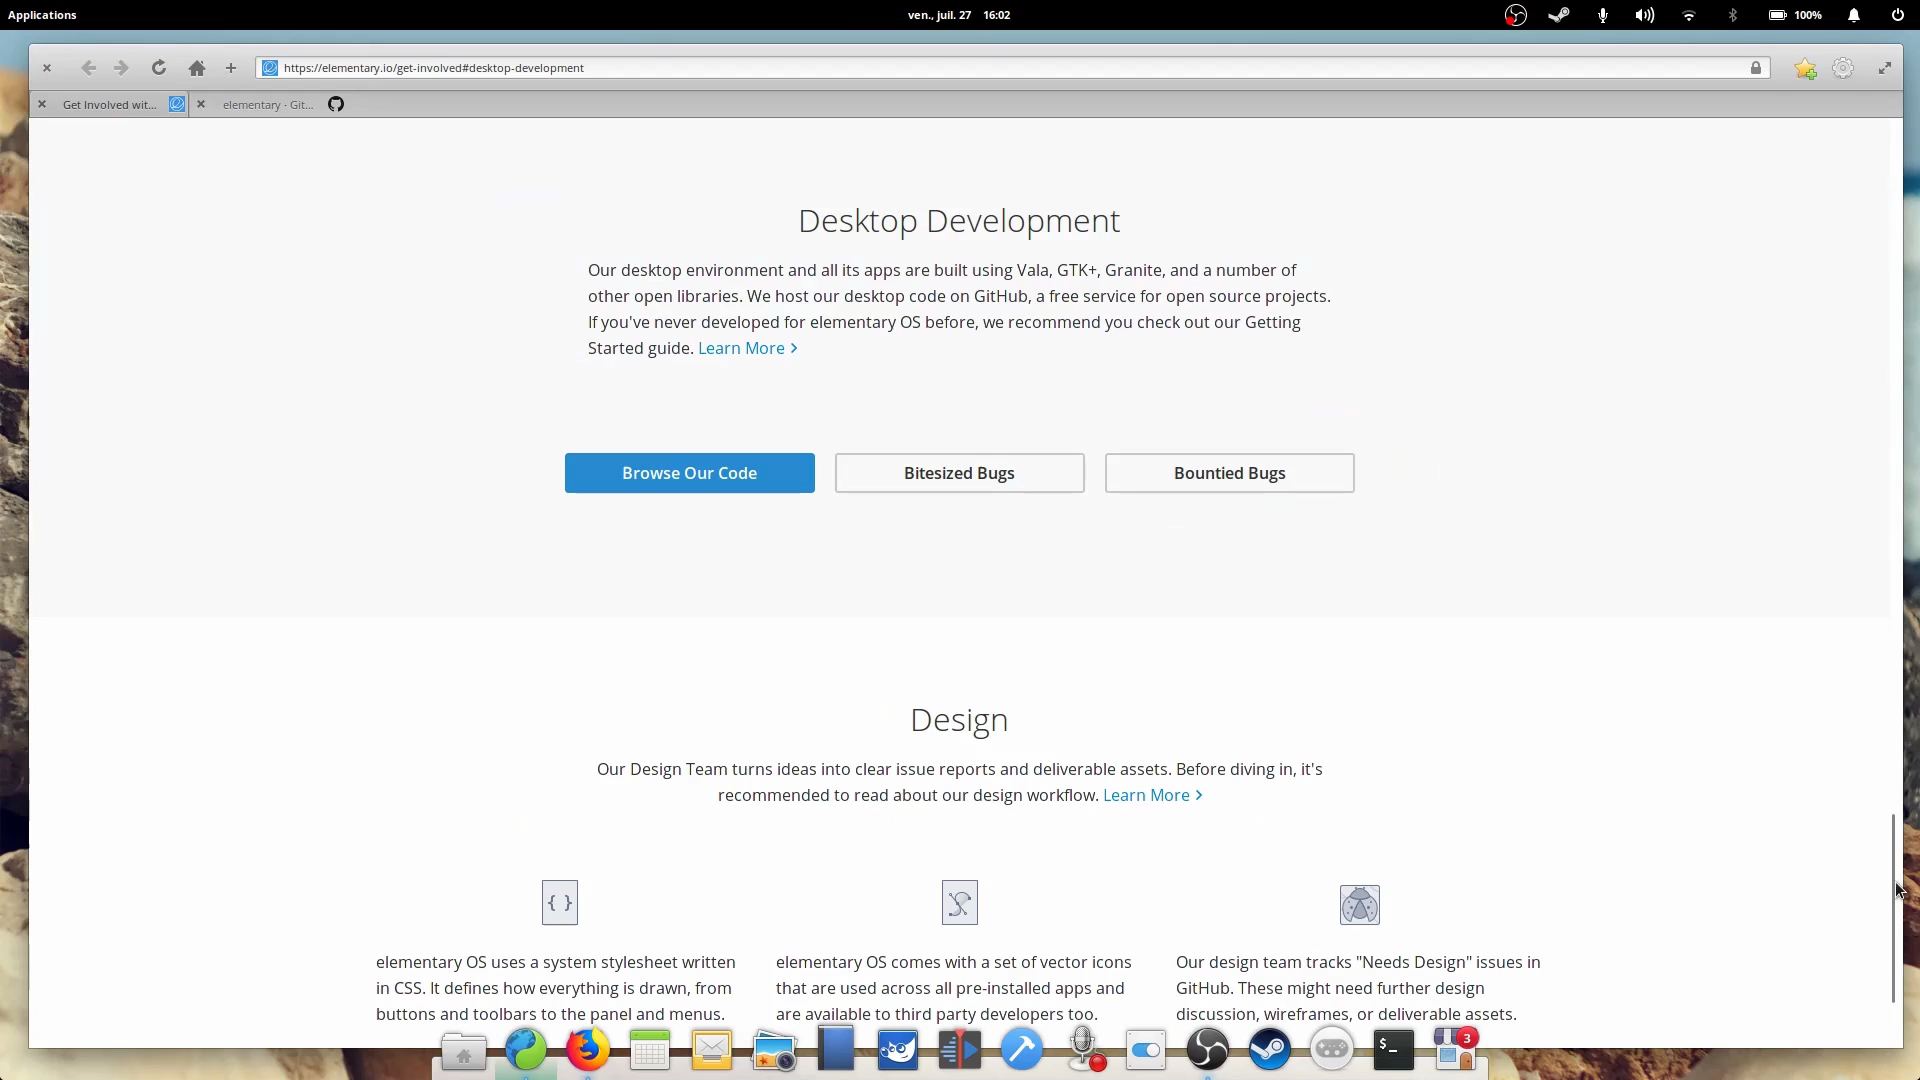 Applications
ven., juil. 27 16:02
100%
https://elementary.io/get-involved#desktop-development
Get Involved wit...
elementary · Git...
Desktop Development
Our desktop environment and all its apps are built using Vala, GTK+, Granite, and a number of
other open libraries. We host our desktop code on GitHub, a free service for open source projects.
If you've never developed for elementary OS before, we recommend you check out our Getting
Started guide. Learn More >
Browse Our Code
Bitesized Bugs
Bountied Bugs
Design
Our Design Team turns ideas into clear issue reports and deliverable assets. Before diving in, it's
recommended to read about our design workflow. Learn More >
{ }
elementary OS uses a system stylesheet written
in CSS. It defines how everything is drawn, from
buttons and toolbars to the panel and menus.
elementary OS comes with a set of vector icons
that are used across all pre-installed apps and
are available to third party developers too.
Our design team tracks "Needs Design" issues in
GitHub. These might need further design
discussion, wireframes, or deliverable assets.
$_
3